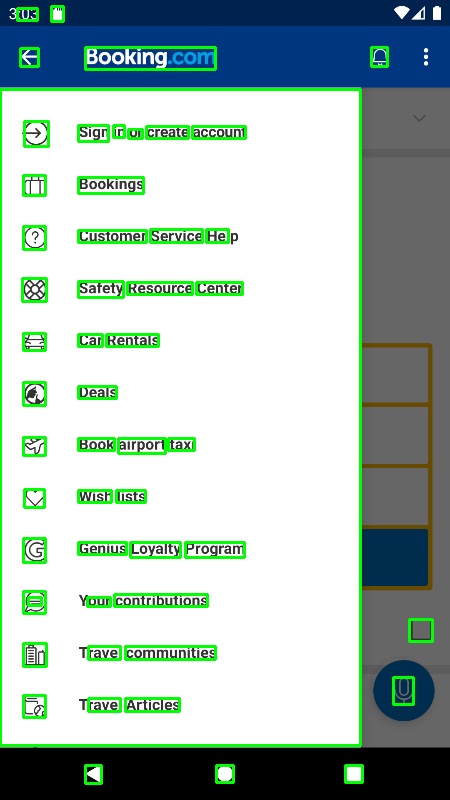 3:03
Booking.com
Sign in or create account
Bookings
Customer Service Help
Safety Resource Center
Car Rentals
Deals
Book airport taxi
Wish lists
Genius Loyalty Program
Your contributions
Travel communities
Travel Articles